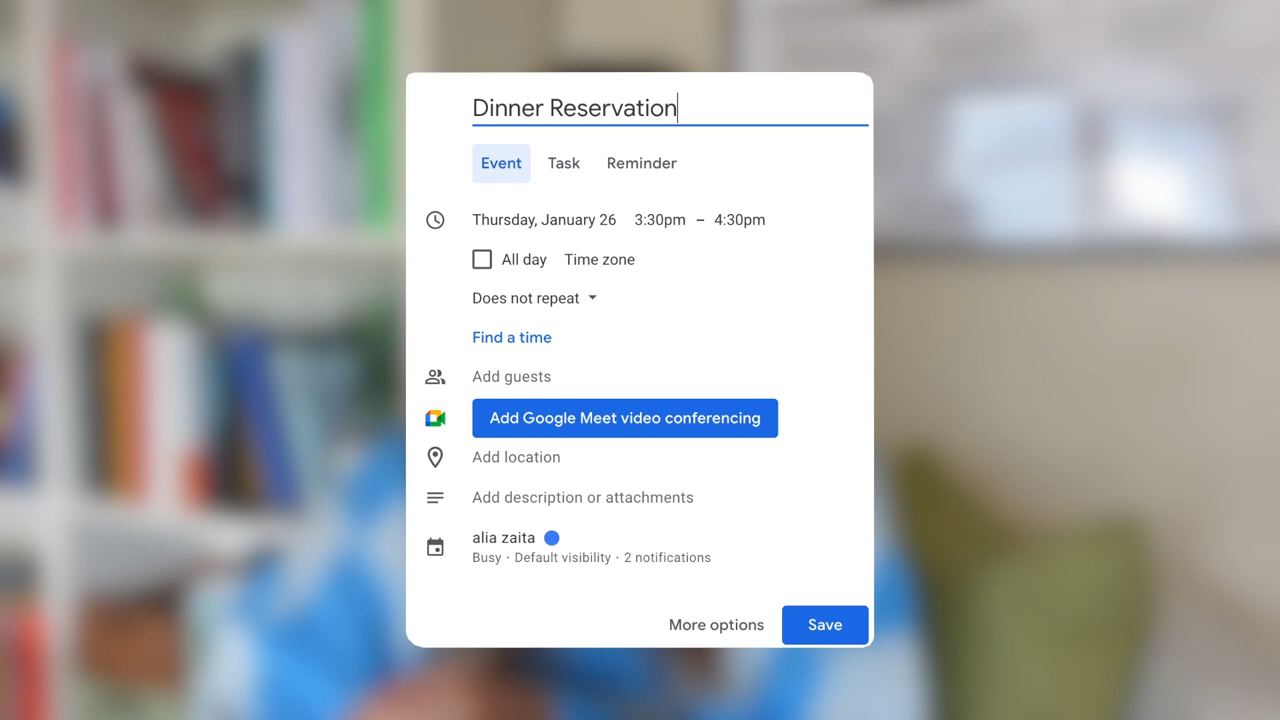 Dinner Reservation
Event Task Reminder
Thursday, January 26 3:30pm – 4:30pm
All day Time zone
Does not repeat
Find a time
Add guests
Add Google Meet video conferencing
Add location
Add description or attachments
alia zaita
Busy · Default visibility · 2 notifications
More options Save